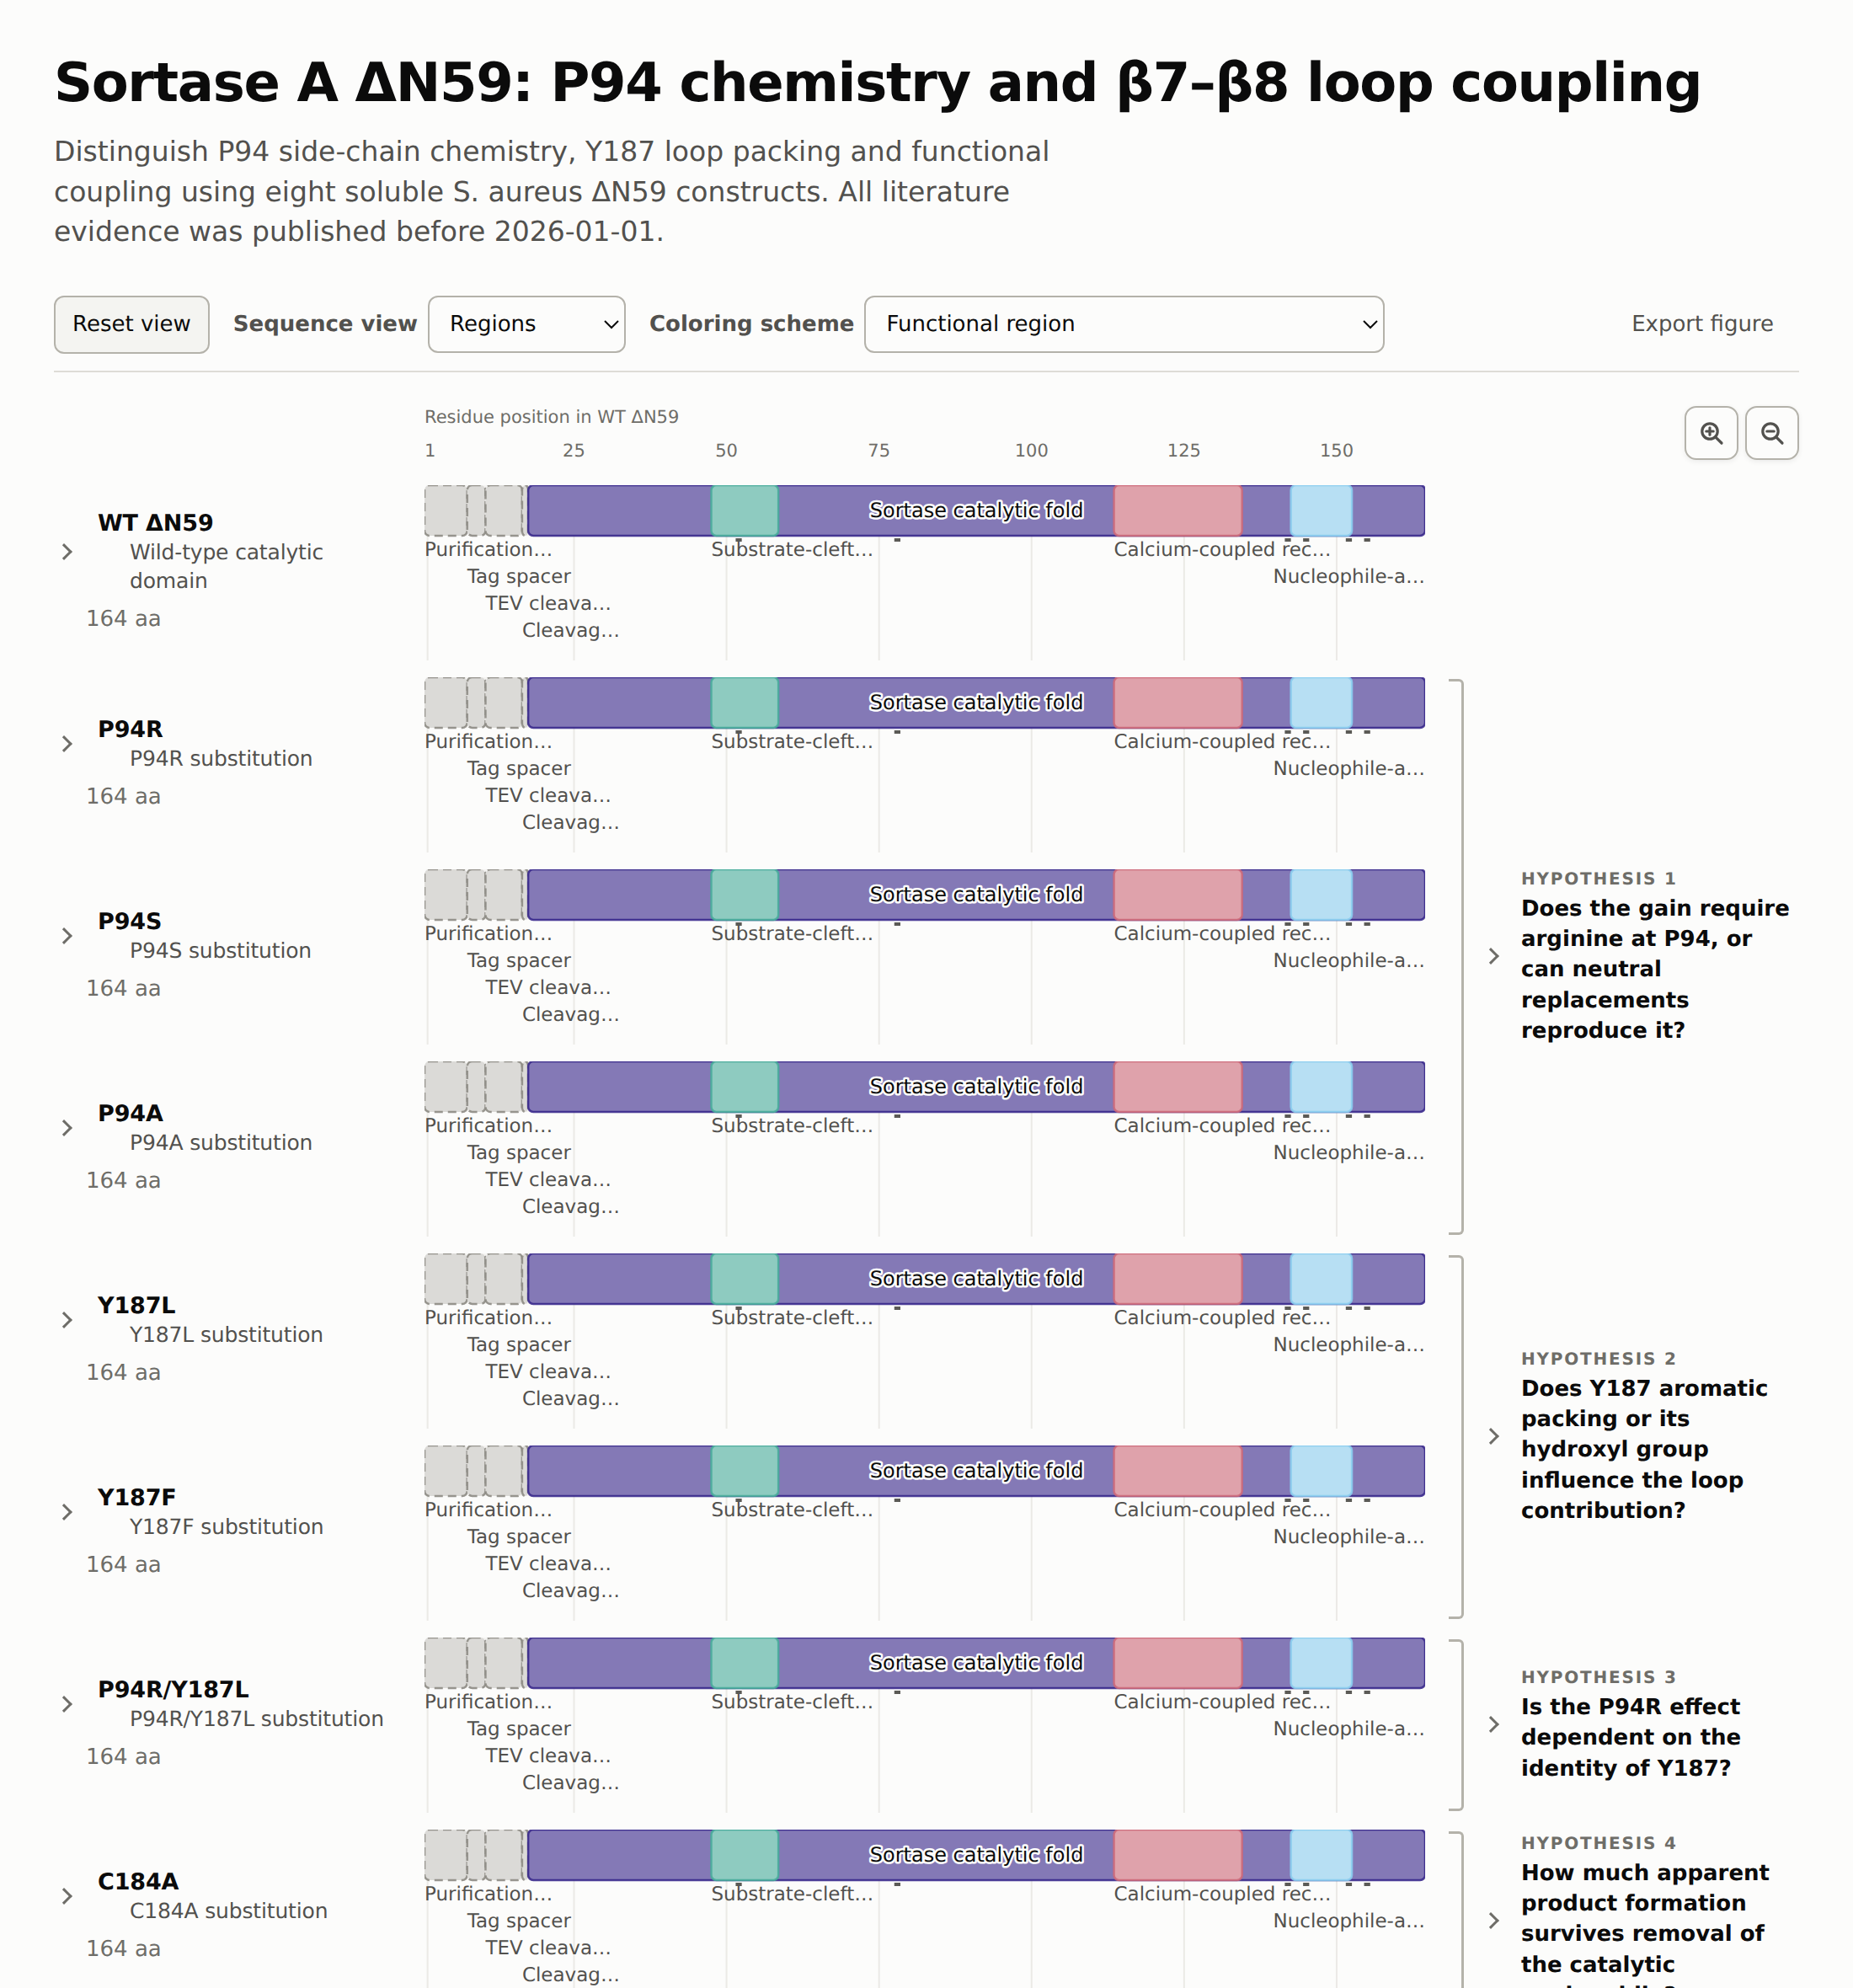 Sortase A ΔN59: P94 chemistry and β7–β8 loop coupling
Distinguish P94 side-chain chemistry, Y187 loop packing and functional
coupling using eight soluble S. aureus ΔN59 constructs. All literature
evidence was published before 2026-01-01.
Reset view Sequence view Regions Coloring scheme Functional region Export figure
Residue position in WT ΔN59
1 25 50 75 100 125 150
Sortase catalytic fold
WT ΔN59
Wild-type catalytic
domain
164 aa
Purification… Substrate-cleft… Calcium-coupled rec…
Tag spacer Nucleophile-a…
TEV cleava…
Cleavag…
Sortase catalytic fold
P94R
P94R substitution
164 aa
Purification… Substrate-cleft… Calcium-coupled rec…
Tag spacer Nucleophile-a…
TEV cleava…
Cleavag…
Sortase catalytic fold
P94S
P94S substitution
164 aa
Purification… Substrate-cleft… Calcium-coupled rec…
Tag spacer Nucleophile-a…
TEV cleava…
Cleavag…
HYPOTHESIS 1
Does the gain require
arginine at P94, or
can neutral
replacements
reproduce it?
Sortase catalytic fold
P94A
P94A substitution
164 aa
Purification… Substrate-cleft… Calcium-coupled rec…
Tag spacer Nucleophile-a…
TEV cleava…
Cleavag…
Sortase catalytic fold
Y187L
Y187L substitution
164 aa
Purification… Substrate-cleft… Calcium-coupled rec…
Tag spacer Nucleophile-a…
TEV cleava…
Cleavag…
HYPOTHESIS 2
Does Y187 aromatic
packing or its
hydroxyl group
influence the loop
contribution?
Sortase catalytic fold
Y187F
Y187F substitution
164 aa
Purification… Substrate-cleft… Calcium-coupled rec…
Tag spacer Nucleophile-a…
TEV cleava…
Cleavag…
Sortase catalytic fold
P94R/Y187L
P94R/Y187L substitution
164 aa
Purification… Substrate-cleft… Calcium-coupled rec…
Tag spacer Nucleophile-a…
TEV cleava…
Cleavag…
HYPOTHESIS 3
Is the P94R effect
dependent on the
identity of Y187?
Sortase catalytic fold
C184A
C184A substitution
164 aa
Purification… Substrate-cleft… Calcium-coupled rec…
Tag spacer Nucleophile-a…
TEV cleava…
Cleavag…
HYPOTHESIS 4
How much apparent
product formation
survives removal of
the catalytic